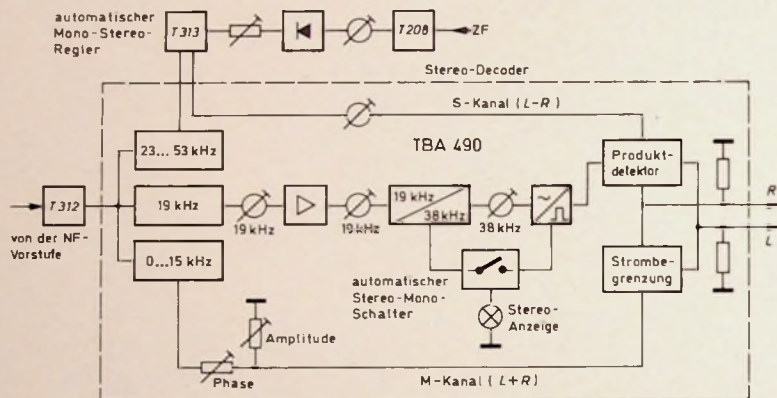 automatischer
Mono-Stereo-
Regler
T313
T208
ZF
Stereo-Decoder
S-Kanal (L-R)
23...53 kHz
TBA 490
Produkt-
detektor
T312
19 kHz
19 kHz
19 kHz
19 kHz
38 kHz
38 kHz
R
L
von der NF-
Vorstufe
0...15 kHz
automatischer
Stereo-Mono-
Schalter
Strombe-
grenzung
Stereo-
Anzeige
Amplitude
Phase
M-Kanal (L+R)